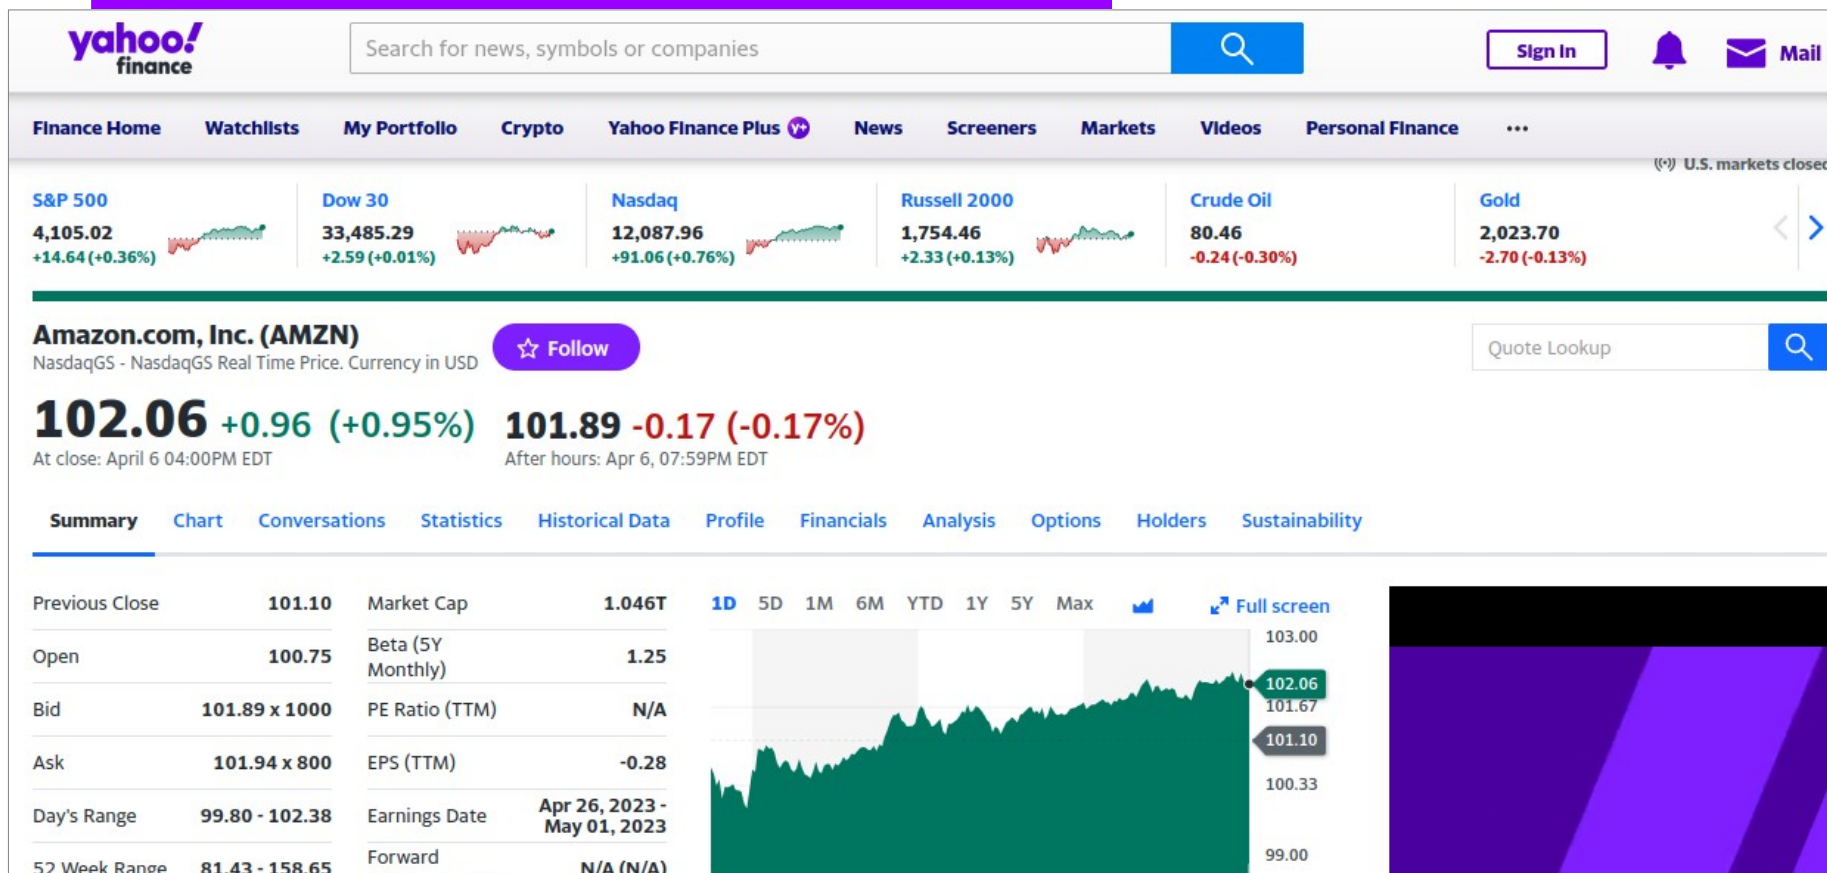 yahoo!
finance
Search for news, symbols or companies
Sign In
Mail
Finance Home Watchlists My Portfolio Crypto Yahoo Finance Plus Y+ News Screeners Markets Videos Personal Finance ...
U.S. markets closed
S&P 500
4,105.02
+14.64 (+0.36%)
Dow 30
33,485.29
+2.59 (+0.01%)
Nasdaq
12,087.96
+91.06 (+0.76%)
Russell 2000
1,754.46
+2.33 (+0.13%)
Crude Oil
80.46
-0.24 (-0.30%)
Gold
2,023.70
-2.70 (-0.13%)
Amazon.com, Inc. (AMZN)
NasdaqGS - NasdaqGS Real Time Price. Currency in USD
Follow
Quote Lookup
102.06 +0.96 (+0.95%)
At close: April 6 04:00PM EDT
101.89 -0.17 (-0.17%)
After hours: Apr 6, 07:59PM EDT
Summary Chart Conversations Statistics Historical Data Profile Financials Analysis Options Holders Sustainability
Previous Close 101.10
Open 100.75
Bid 101.89 x 1000
Ask 101.94 x 800
Day's Range 99.80 - 102.38
52 Week Range 81.43 - 158.65
Market Cap 1.046T
Beta (5Y
Monthly) 1.25
PE Ratio (TTM) N/A
EPS (TTM) -0.28
Earnings Date Apr 26, 2023 -
May 01, 2023
Forward
N/A (N/A)
1D 5D 1M 6M YTD 1Y 5Y Max
Full screen
103.00
102.06
101.67
101.10
100.33
99.00